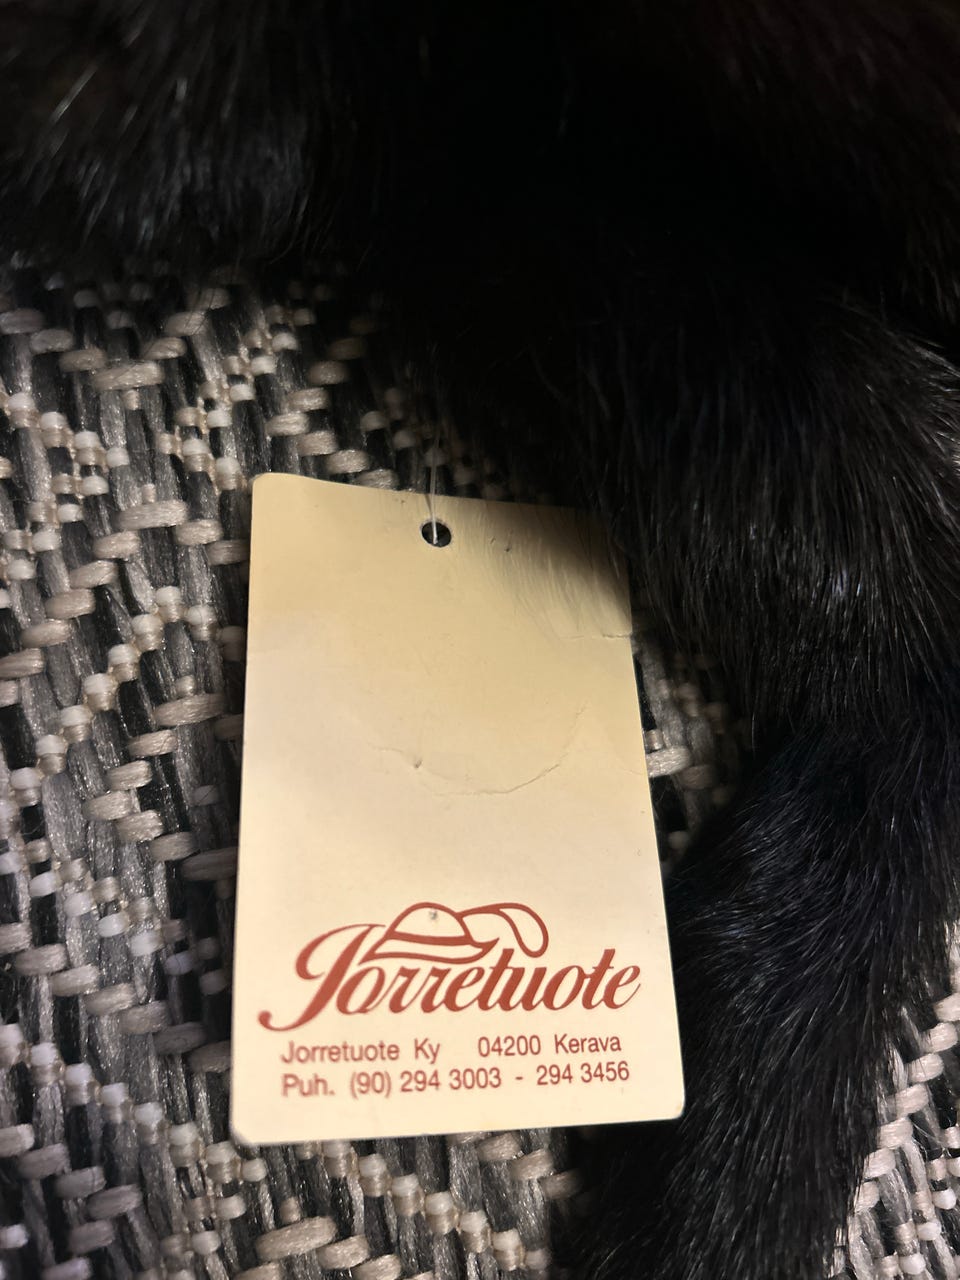 Jorretuote
Jorretuote Ky 04200 Kerava
Puh. (90) 294 3003 - 294 3456